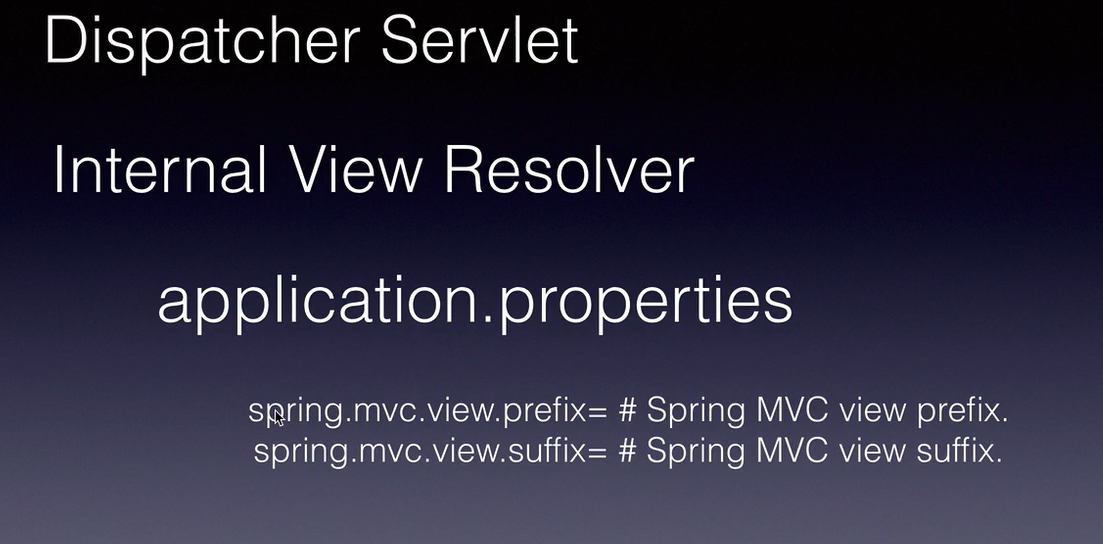 Dispatcher Servlet
Internal View Resolver
application.properties
spring.mvc.view.prefix= # Spring MVC view prefix.
spring.mvc.view.suffix= # Spring MVC view suffix.